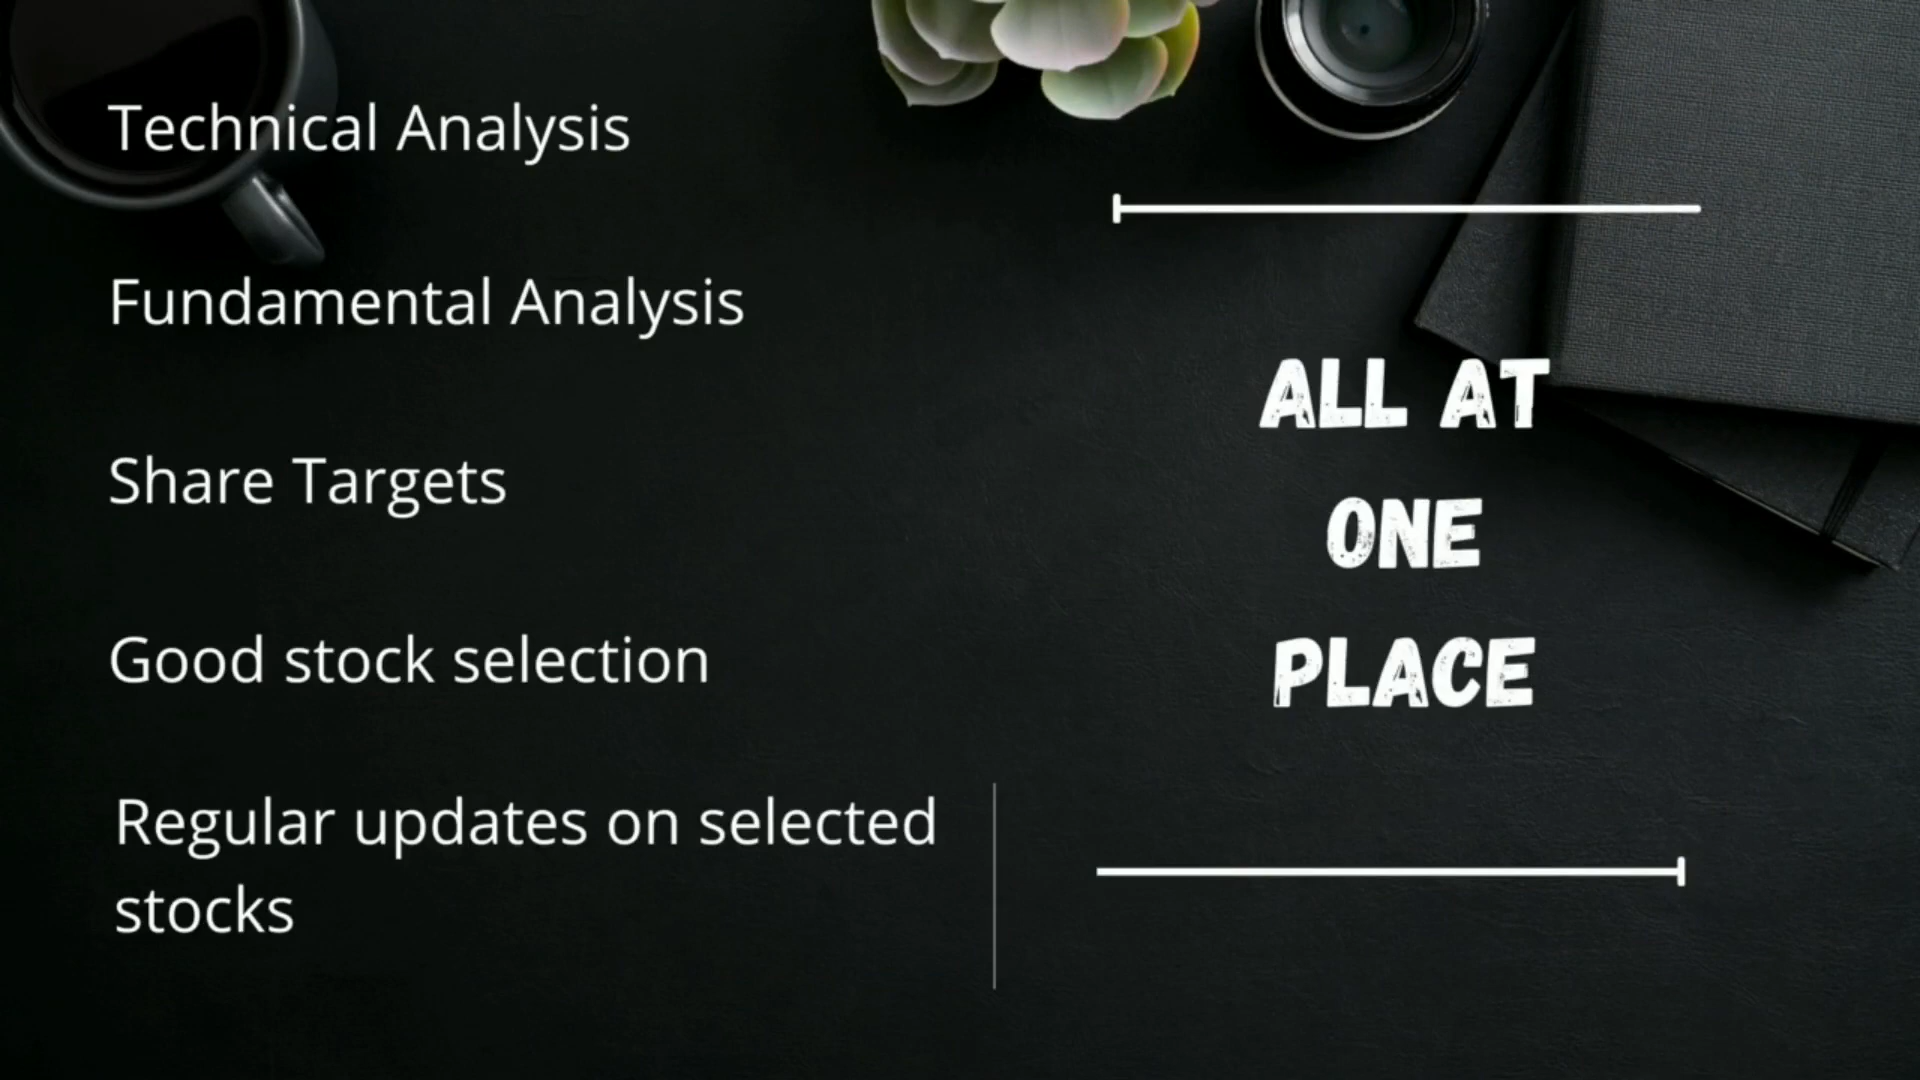 Technical Analysis
Fundamental Analysis
Share Targets
Good stock selection
Regular updates on selected
stocks
ALL AT
ONE
PLACE